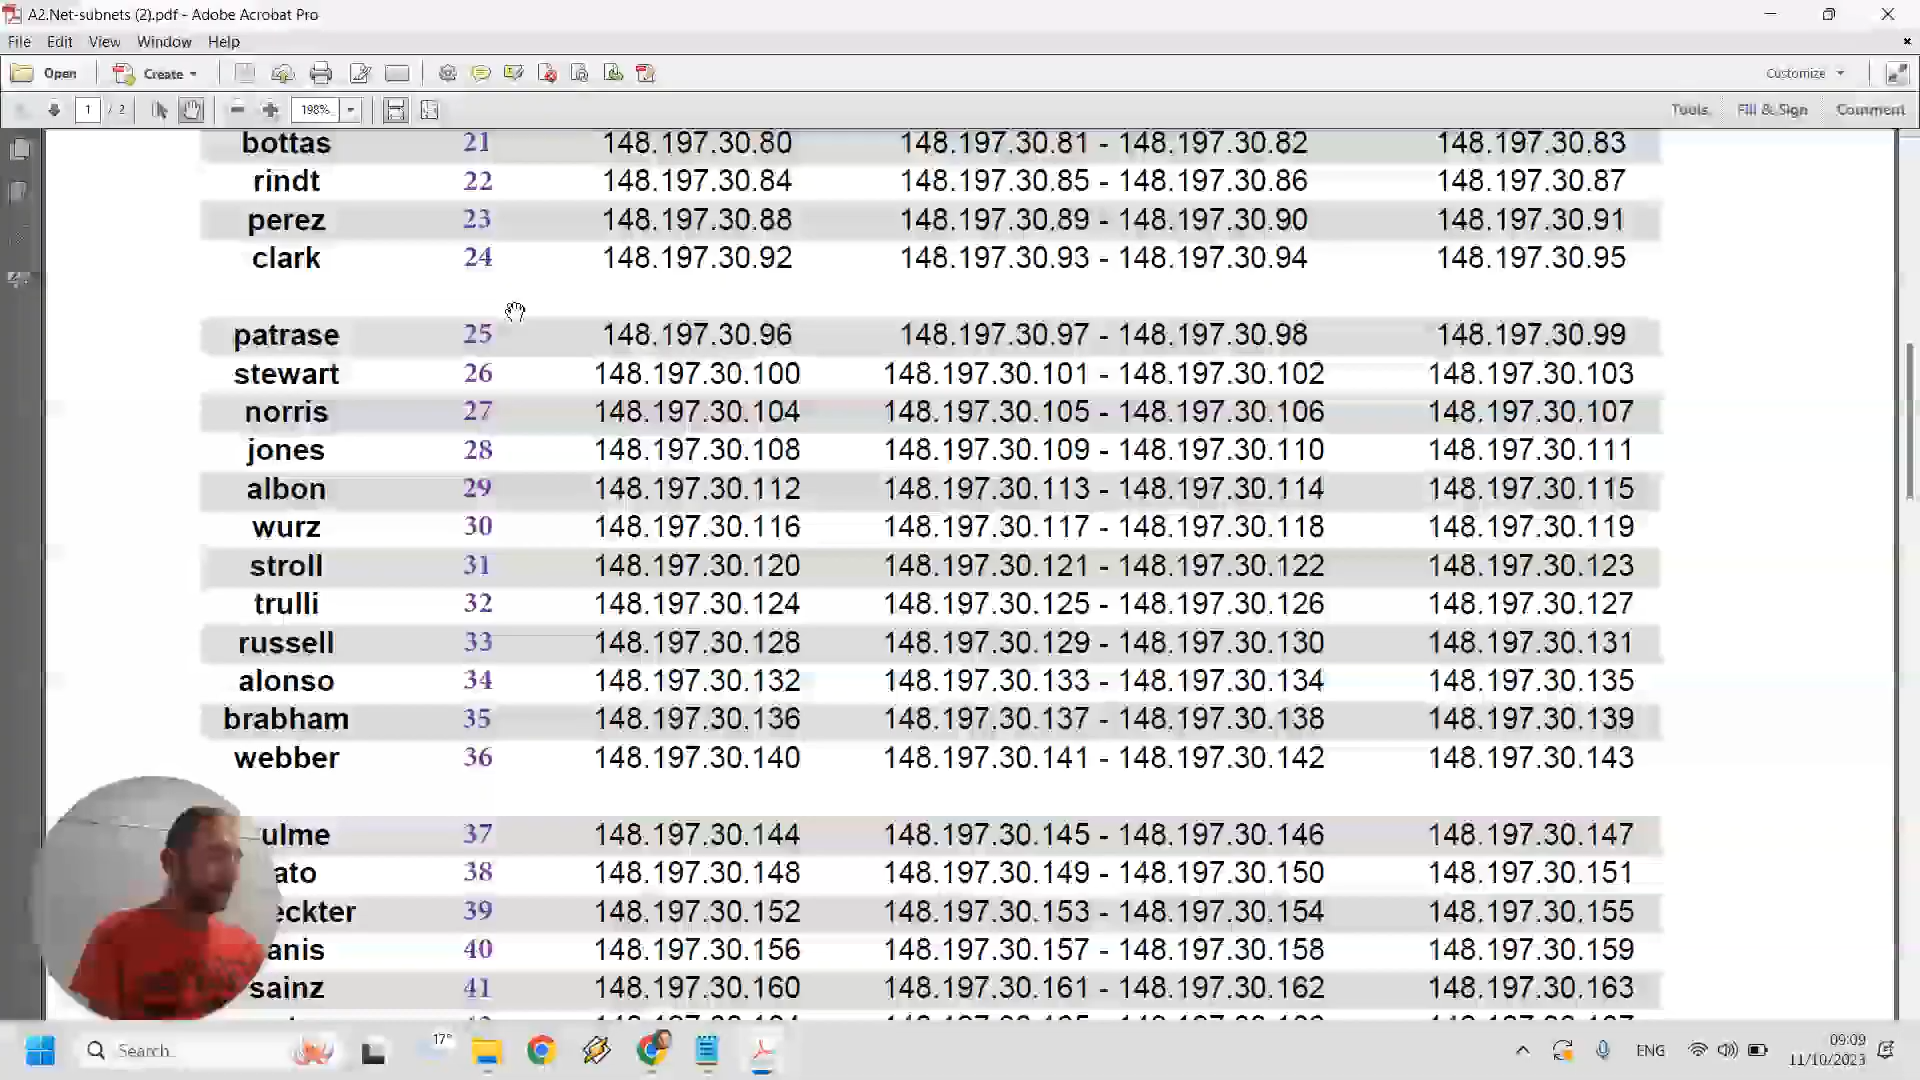 A2.Net-subnets (2).pdf - Adobe Acrobat Pro
File Edit View Window Help
Open Create Customize
1 / 2 198% Tools Fill & Sign Comment
bottas 21 148.197.30.80 148.197.30.81 - 148.197.30.82 148.197.30.83
rindt 22 148.197.30.84 148.197.30.85 - 148.197.30.86 148.197.30.87
perez 23 148.197.30.88 148.197.30.89 - 148.197.30.90 148.197.30.91
clark 24 148.197.30.92 148.197.30.93 - 148.197.30.94 148.197.30.95
patrase 25 148.197.30.96 148.197.30.97 - 148.197.30.98 148.197.30.99
stewart 26 148.197.30.100 148.197.30.101 - 148.197.30.102 148.197.30.103
norris 27 148.197.30.104 148.197.30.105 - 148.197.30.106 148.197.30.107
jones 28 148.197.30.108 148.197.30.109 - 148.197.30.110 148.197.30.111
albon 29 148.197.30.112 148.197.30.113 - 148.197.30.114 148.197.30.115
wurz 30 148.197.30.116 148.197.30.117 - 148.197.30.118 148.197.30.119
stroll 31 148.197.30.120 148.197.30.121 - 148.197.30.122 148.197.30.123
trulli 32 148.197.30.124 148.197.30.125 - 148.197.30.126 148.197.30.127
russell 33 148.197.30.128 148.197.30.129 - 148.197.30.130 148.197.30.131
alonso 34 148.197.30.132 148.197.30.133 - 148.197.30.134 148.197.30.135
brabham 35 148.197.30.136 148.197.30.137 - 148.197.30.138 148.197.30.139
webber 36 148.197.30.140 148.197.30.141 - 148.197.30.142 148.197.30.143
ulme 37 148.197.30.144 148.197.30.145 - 148.197.30.146 148.197.30.147
ato 38 148.197.30.148 148.197.30.149 - 148.197.30.150 148.197.30.151
eckter 39 148.197.30.152 148.197.30.153 - 148.197.30.154 148.197.30.155
anis 40 148.197.30.156 148.197.30.157 - 148.197.30.158 148.197.30.159
sainz 41 148.197.30.160 148.197.30.161 - 148.197.30.162 148.197.30.163
Search 17° ENG 09:09
11/10/2023